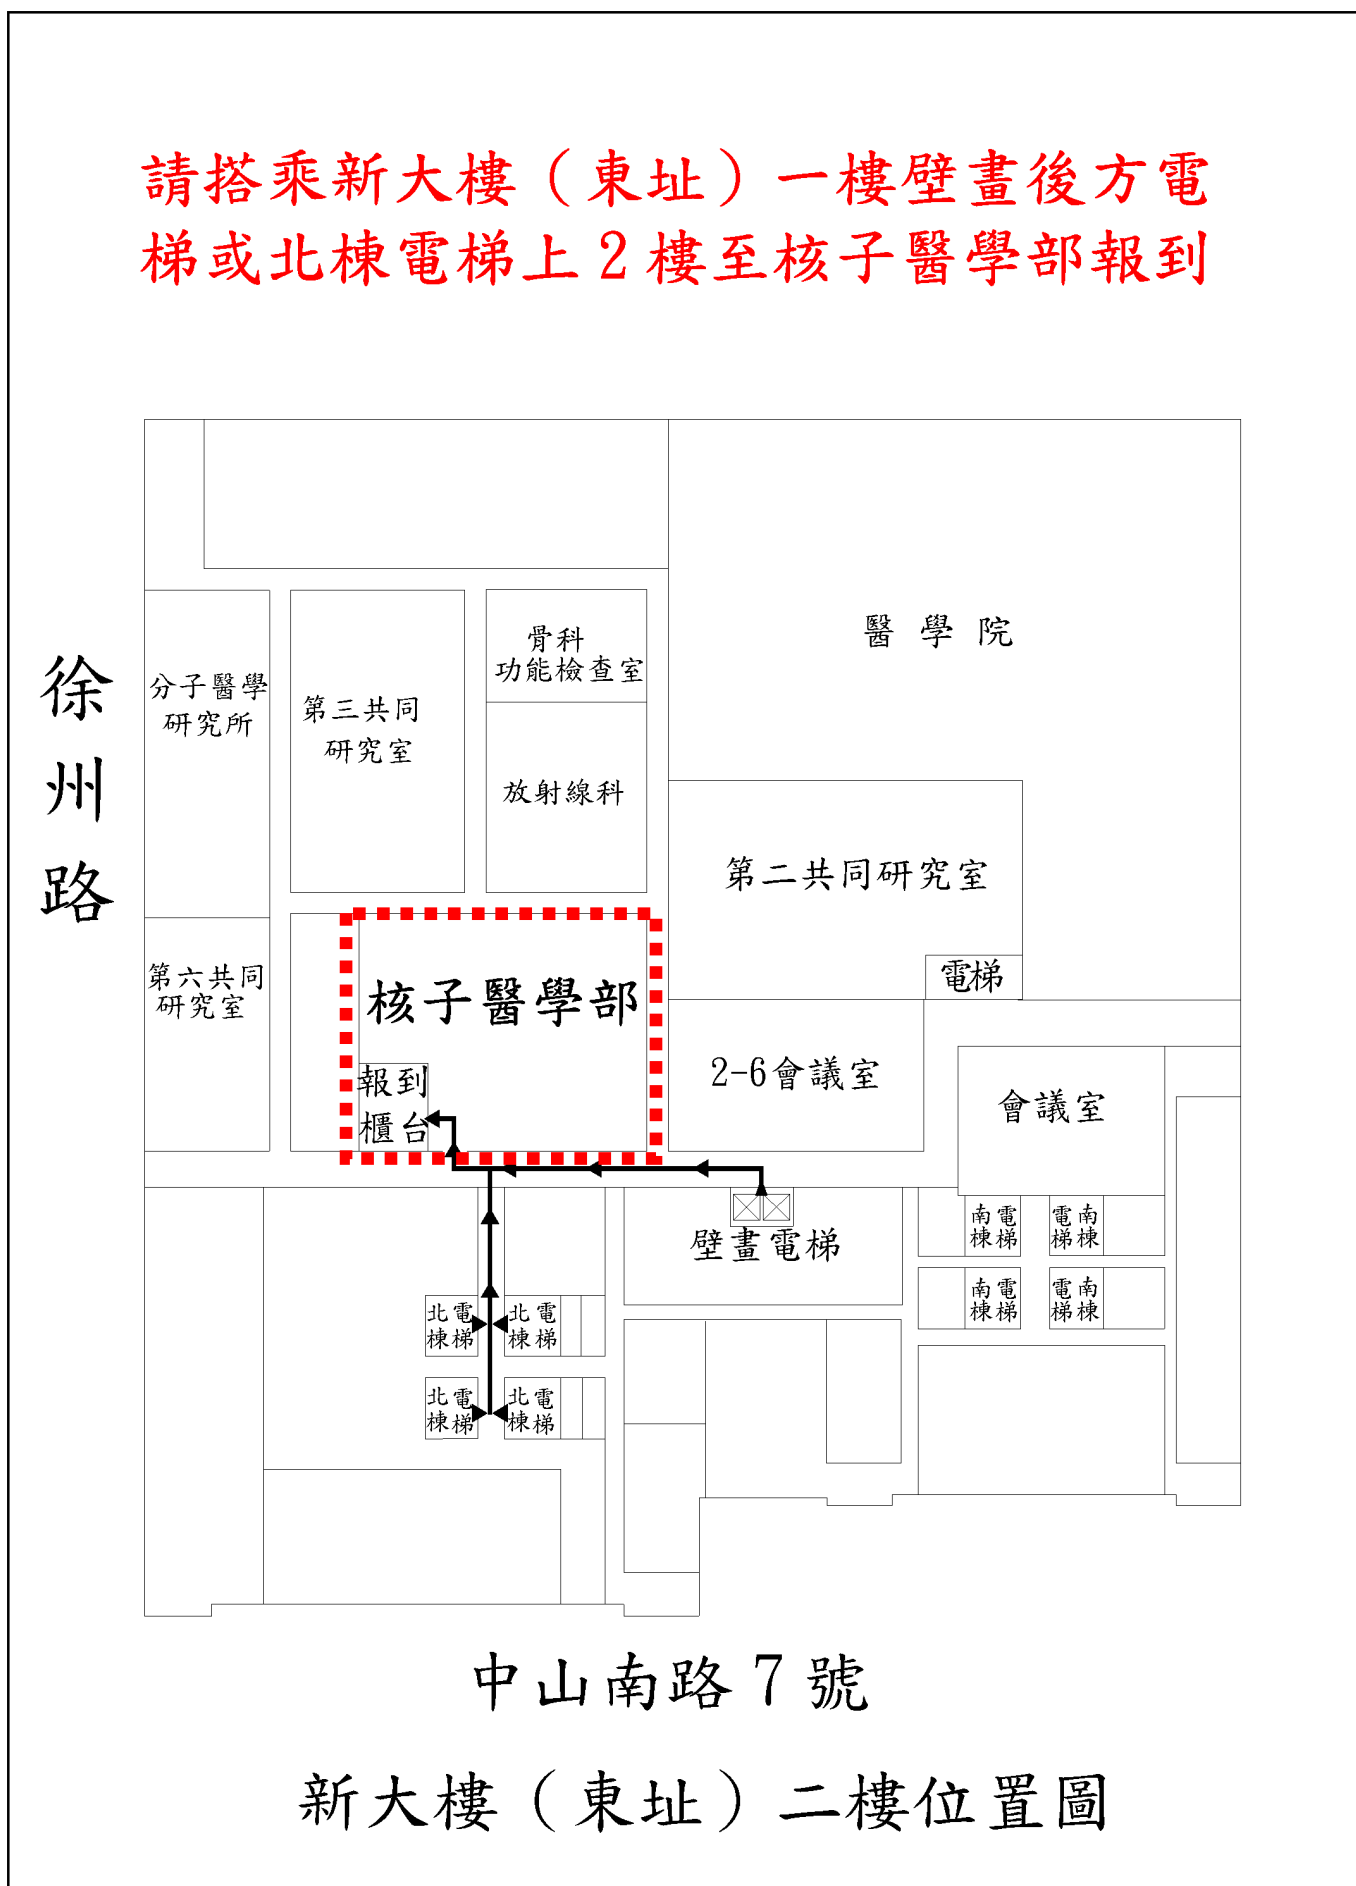 請搭乘新大樓（東址）一樓壁畫後方電
梯或北棟電梯上2樓至核子醫學部報到
徐州路
分子醫學
研究所
第三共同
研究室
骨科
功能檢查室
放射線科
醫學院
第二共同研究室
電梯
第六共同
研究室
核子醫學部
報到
櫃台
2-6會議室
會議室
壁畫電梯
南棟電梯
電梯南棟
南棟電梯
電梯南棟
北棟電梯
北棟電梯
北棟電梯
北棟電梯
中山南路7號
新大樓（東址）二樓位置圖